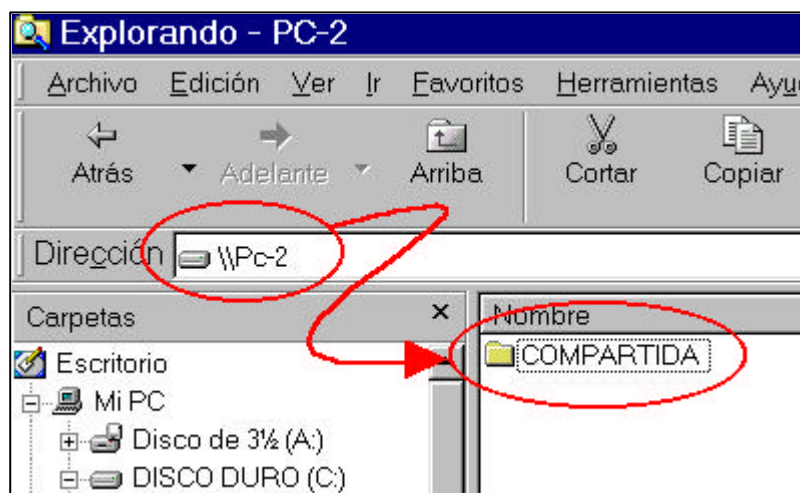 Explorando - PC-2
Archivo Edición Ver Ir Favoritos Herramientas Ayu
Atrás Adelante Arriba Cortar Copiar
Dirección \\Pc-2
Carpetas × Nombre
Escritorio COMPARTIDA
Mi PC
Disco de 3½ (A:)
DISCO DURO (C:)